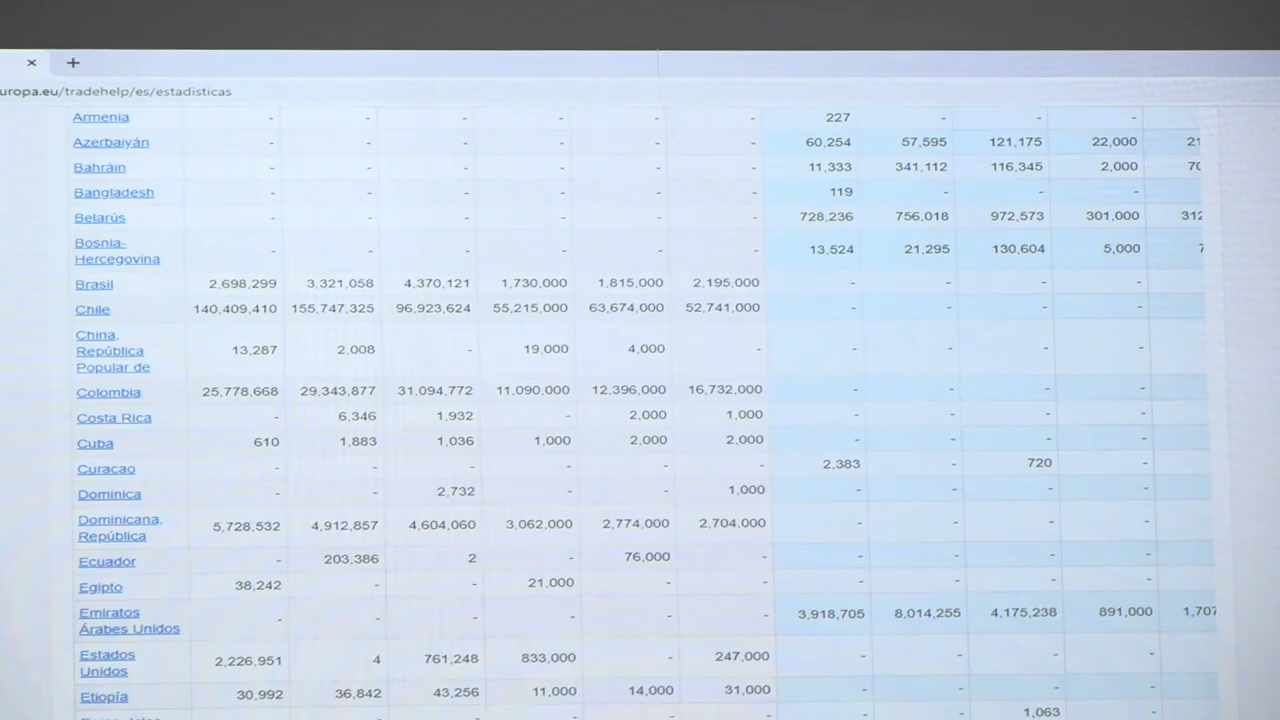 × +
uropa.eu/tradehelp/es/estadisticas
Armenia - - - - - - 227 - - -
Azerbaiyán - - - - - - 60,254 57,595 121,175 22,000 21
Bahráin - - - - - - 11,333 341,112 116,345 2,000 70
Bangladesh - - - - - - 119 - - -
Belarús - - - - - - 728,236 756,018 972,573 301,000 312
Bosnia-
Hercegovina - - - - - - 13,524 21,295 130,604 5,000 7
Brasil 2,698,299 3,321,058 4,370,121 1,730,000 1,815,000 2,195,000 - - - -
Chile 140,409,410 155,747,325 96,923,624 55,215,000 63,674,000 52,741,000 - - - -
China,
República 13,287 2,008 - 19,000 4,000 - - - - -
Popular de
Colombia 25,778,668 29,343,877 31,094,772 11,090,000 12,396,000 16,732,000 - - - -
Costa Rica - 6,346 1,932 - 2,000 1,000 - - - -
Cuba 610 1,883 1,036 1,000 2,000 2,000 - - - -
Curacao - - - - - - 2,383 - 720 -
Dominica - - 2,732 - - 1,000 - - - -
Dominicana,
República 5,728,532 4,912,857 4,604,060 3,062,000 2,774,000 2,704,000 - - - -
Ecuador - 203,386 2 - 76,000 - - - - -
Egipto 38,242 - - 21,000 - - - - - -
Emiratos
Árabes Unidos - - - - - - 3,918,705 8,014,255 4,175,238 891,000 1,707
Estados
Unidos 2,226,951 4 761,248 833,000 - 247,000 - - - -
Etiopía 30,992 36,842 43,256 11,000 14,000 31,000 - - - -
- - - - - - - - 1,063 -